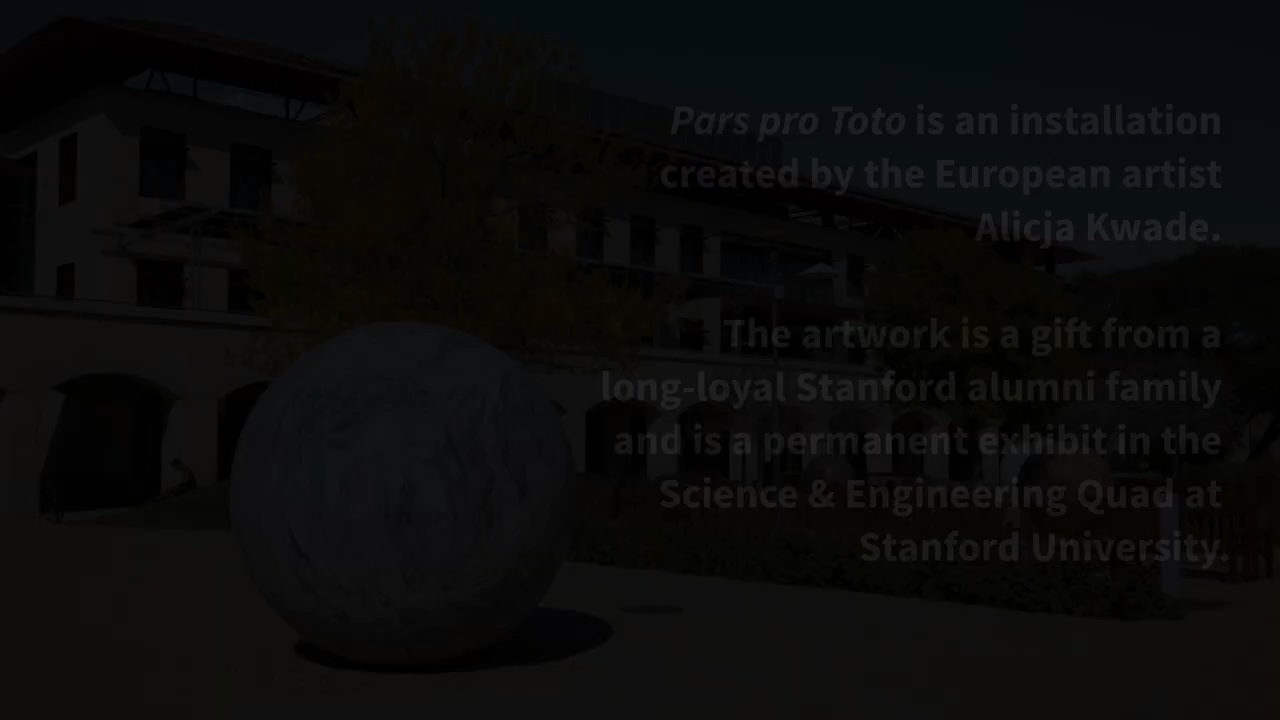 Pars pro Toto is an installation
created by the European artist
Alicja Kwade.
The artwork is a gift from a
long-loyal Stanford alumni family
and is a permanent exhibit in the
Science & Engineering Quad at
Stanford University.